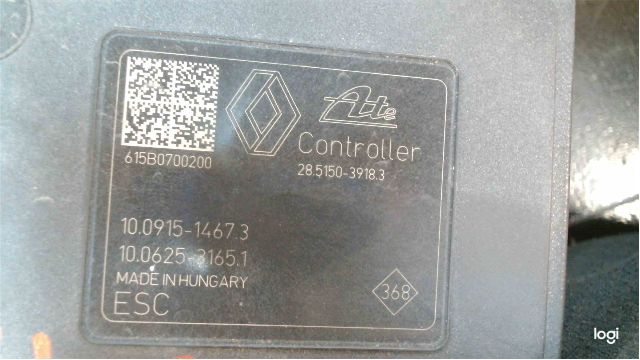 Ate
Controller
615B0700200
28.5150-3918.3
10.0915-1467.3
10.0625-3165.1
MADE IN HUNGARY
ESC
368
logi